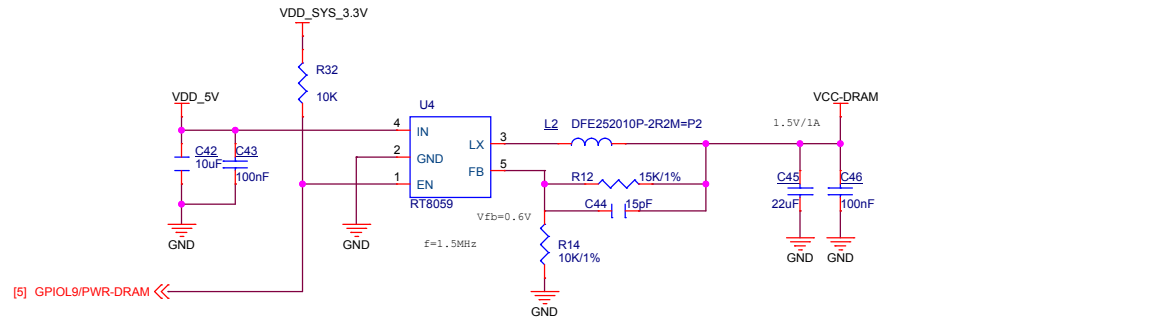 VDD_SYS_3.3V
R32
10K
VDD_5V
C42
10uF
C43
100nF
GND
U4
4 IN
2 GND
1 EN
LX 3
FB 5
RT8059
GND
Vfb=0.6V
f=1.5MHz
L2 DFE252010P-2R2M=P2
R12 15K/1%
C44 15pF
R14
10K/1%
GND
VCC-DRAM
1.5V/1A
C45
22uF
C46
100nF
GND
GND
[5] GPIOL9/PWR-DRAM